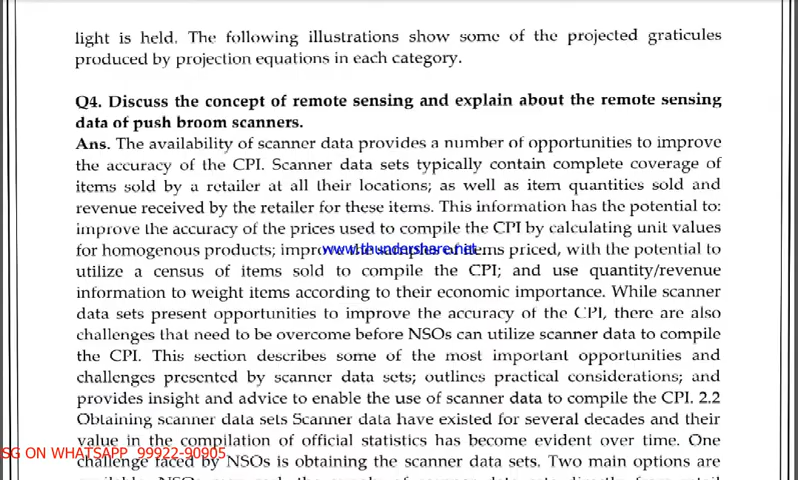 light is held. The following illustrations show some of the projected graticules
produced by projection equations in each category.
Q4. Discuss the concept of remote sensing and explain about the remote sensing
data of push broom scanners.
Ans. The availability of scanner data provides a number of opportunities to improve
the accuracy of the CPI. Scanner data sets typically contain complete coverage of
items sold by a retailer at all their locations; as well as item quantities sold and
revenue received by the retailer for these items. This information has the potential to:
improve the accuracy of the prices used to compile the CPI by calculating unit values
for homogenous products; improve the samples of items priced, with the potential to
www.thundershare.net
utilize a census of items sold to compile the CPI; and use quantity/revenue
information to weight items according to their economic importance. While scanner
data sets present opportunities to improve the accuracy of the CPI, there are also
challenges that need to be overcome before NSOs can utilize scanner data to compile
the CPI. This section describes some of the most important opportunities and
challenges presented by scanner data sets; outlines practical considerations; and
provides insight and advice to enable the use of scanner data to compile the CPI. 2.2
Obtaining scanner data sets Scanner data have existed for several decades and their
value in the compilation of official statistics has become evident over time. One
SG ON WHATSAPP 99922-90905
challenge faced by NSOs is obtaining the scanner data sets. Two main options are